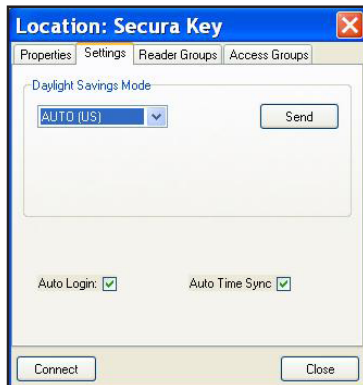 Location: Secura Key
Properties Settings Reader Groups Access Groups
Daylight Savings Mode
AUTO (US) Send
Auto Login: Auto Time Sync
Connect Close